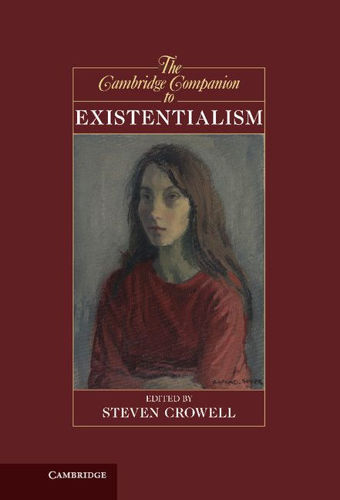 The
Cambridge Companion
to
EXISTENTIALISM
EDITED BY
STEVEN CROWELL
CAMBRIDGE